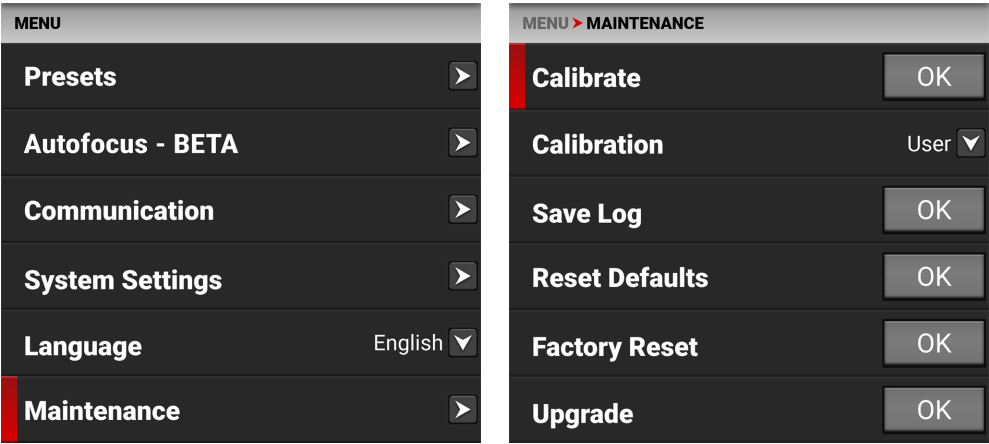 MENU
Presets
Autofocus - BETA
Communication
System Settings
Language English
Maintenance
MENU MAINTENANCE
Calibrate OK
Calibration User
Save Log OK
Reset Defaults OK
Factory Reset OK
Upgrade OK